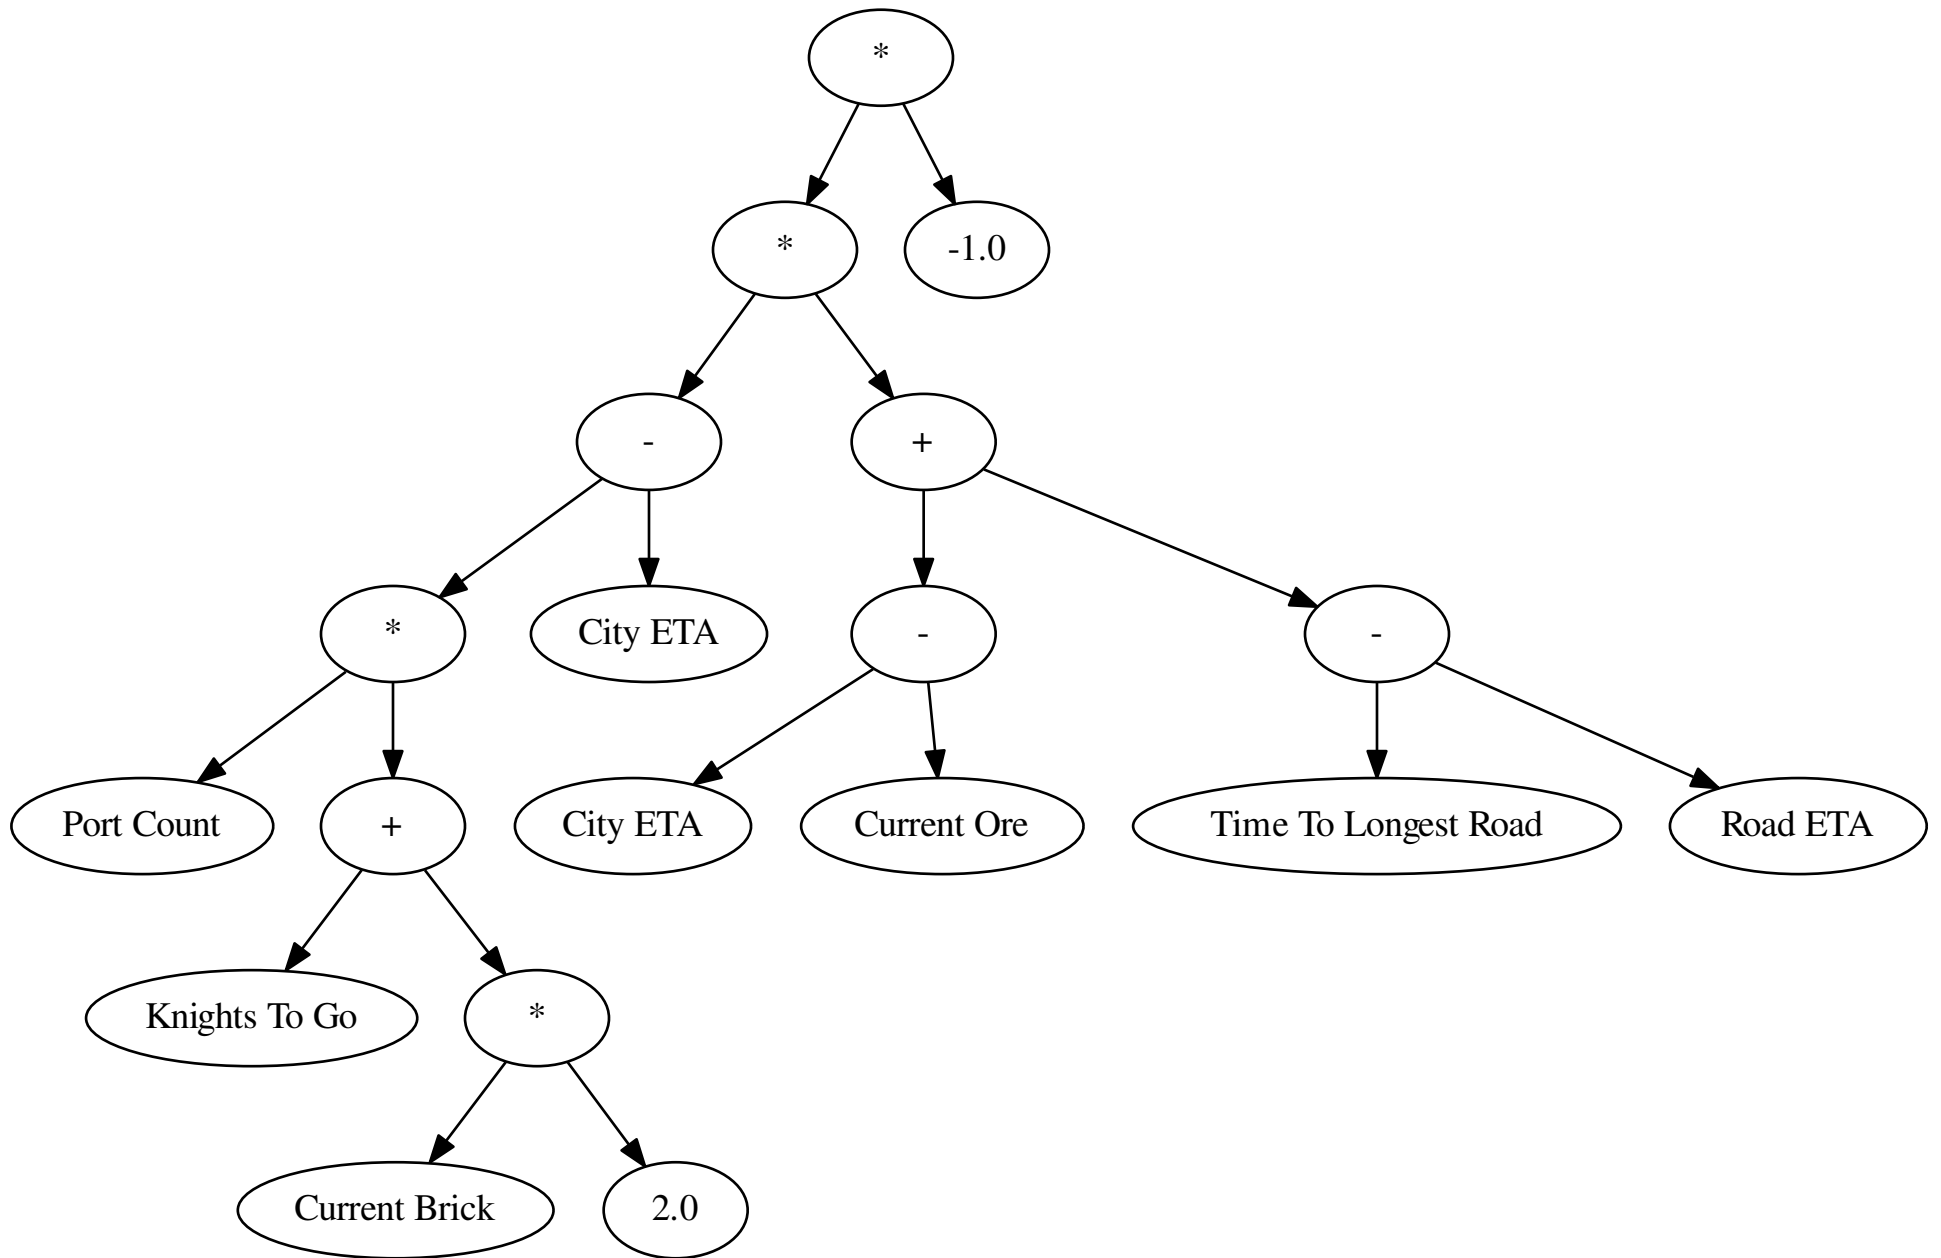 *
*
-1.0
-
+
*
City ETA
-
-
Port Count
+
City ETA
Current Ore
Time To Longest Road
Road ETA
Knights To Go
*
Current Brick
2.0